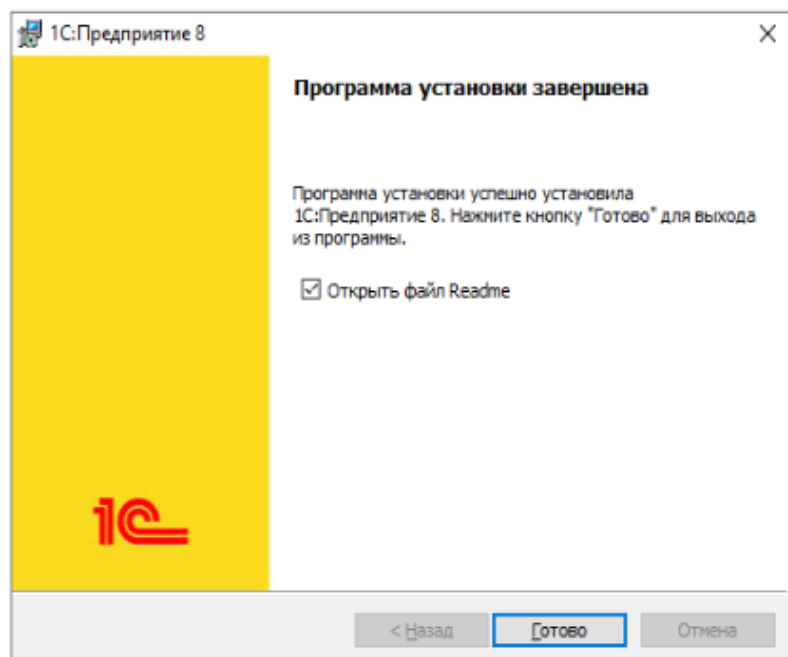 1С:Предприятие 8
Программа установки завершена
Программа установки успешно установила
1С:Предприятие 8. Нажмите кнопку "Готово" для выхода
из программы.
Открыть файл Readme
1С
< Назад
Готово
Отмена